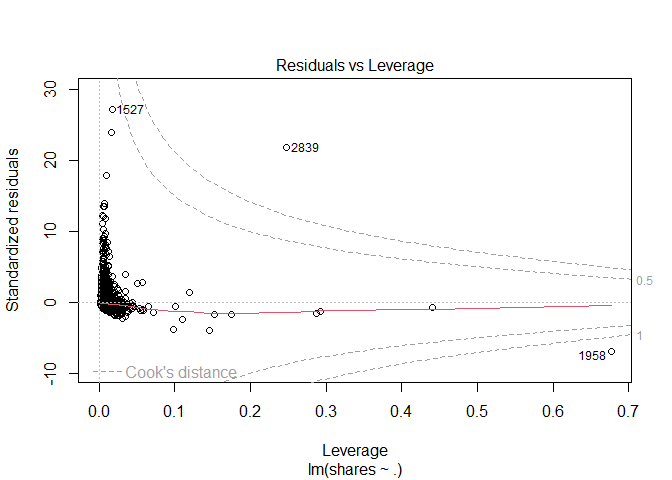 Residuals vs Leverage
Standardized residuals
30
20
10
0
-10
1527
2839
1958
0.5
1
Cook's distance
0.0 0.1 0.2 0.3 0.4 0.5 0.6 0.7
Leverage
lm(shares ~ .)